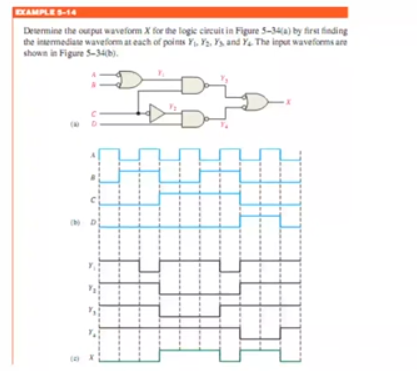 EXAMPLE 5–14
Determine the output waveform X for the logic circuit in Figure 5–34(a) by first finding
the intermediate waveform at each of points Y1, Y2, Y3, and Y4. The input waveforms are
shown in Figure 5–34(b).
A
B
Y1
Y3
X
C
D
Y2
Y4
(a)
A
B
C
(b) D
Y1
Y2
Y3
Y4
(c) X